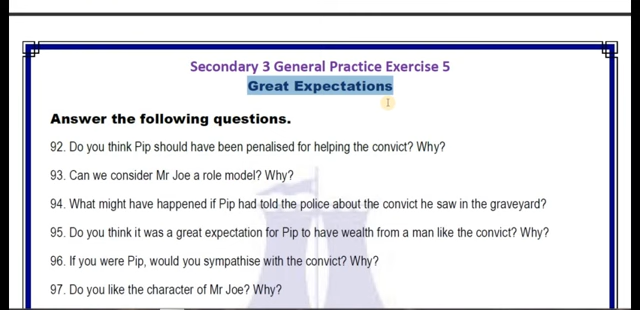 Secondary 3 General Practice Exercise 5
Great Expectations
Answer the following questions.
92. Do you think Pip should have been penalised for helping the convict? Why?
93. Can we consider Mr Joe a role model? Why?
94. What might have happened if Pip had told the police about the convict he saw in the graveyard?
95. Do you think it was a great expectation for Pip to have wealth from a man like the convict? Why?
96. If you were Pip, would you sympathise with the convict? Why?
97. Do you like the character of Mr Joe? Why?